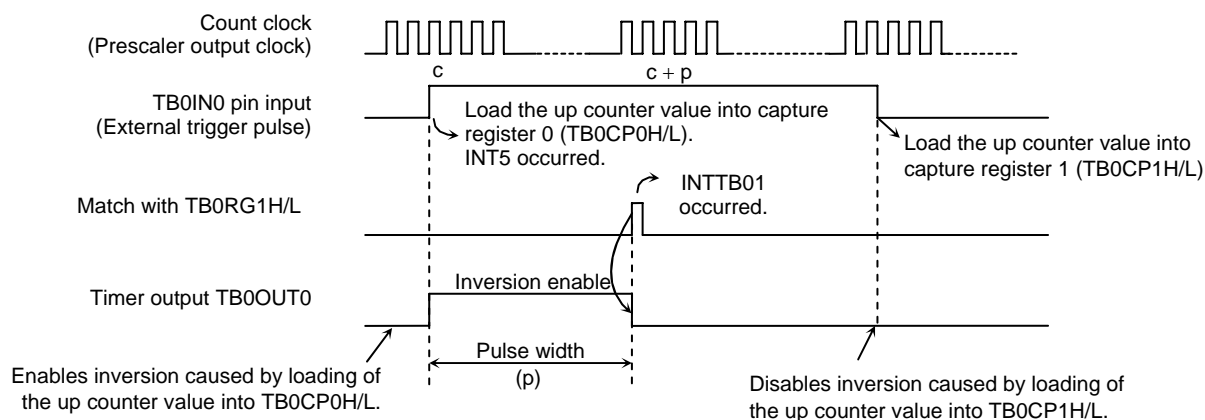 Count clock
(Prescaler output clock)
c
c + p
TB0IN0 pin input
(External trigger pulse)
Load the up counter value into capture
register 0 (TB0CP0H/L).
INT5 occurred.
Load the up counter value into
capture register 1 (TB0CP1H/L)
Match with TB0RG1H/L
INTTB01
occurred.
Timer output TB0OUT0
Inversion enable
Pulse width
(p)
Enables inversion caused by loading of
the up counter value into TB0CP0H/L.
Disables inversion caused by loading of
the up counter value into TB0CP1H/L.